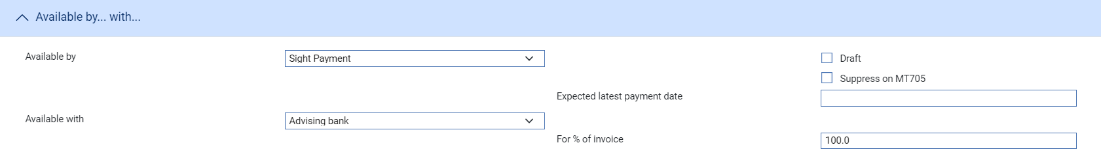 Available by... with...
Available by
Sight Payment
Draft
Suppress on MT705
Expected latest payment date
Available with
Advising bank
For % of invoice
100.0